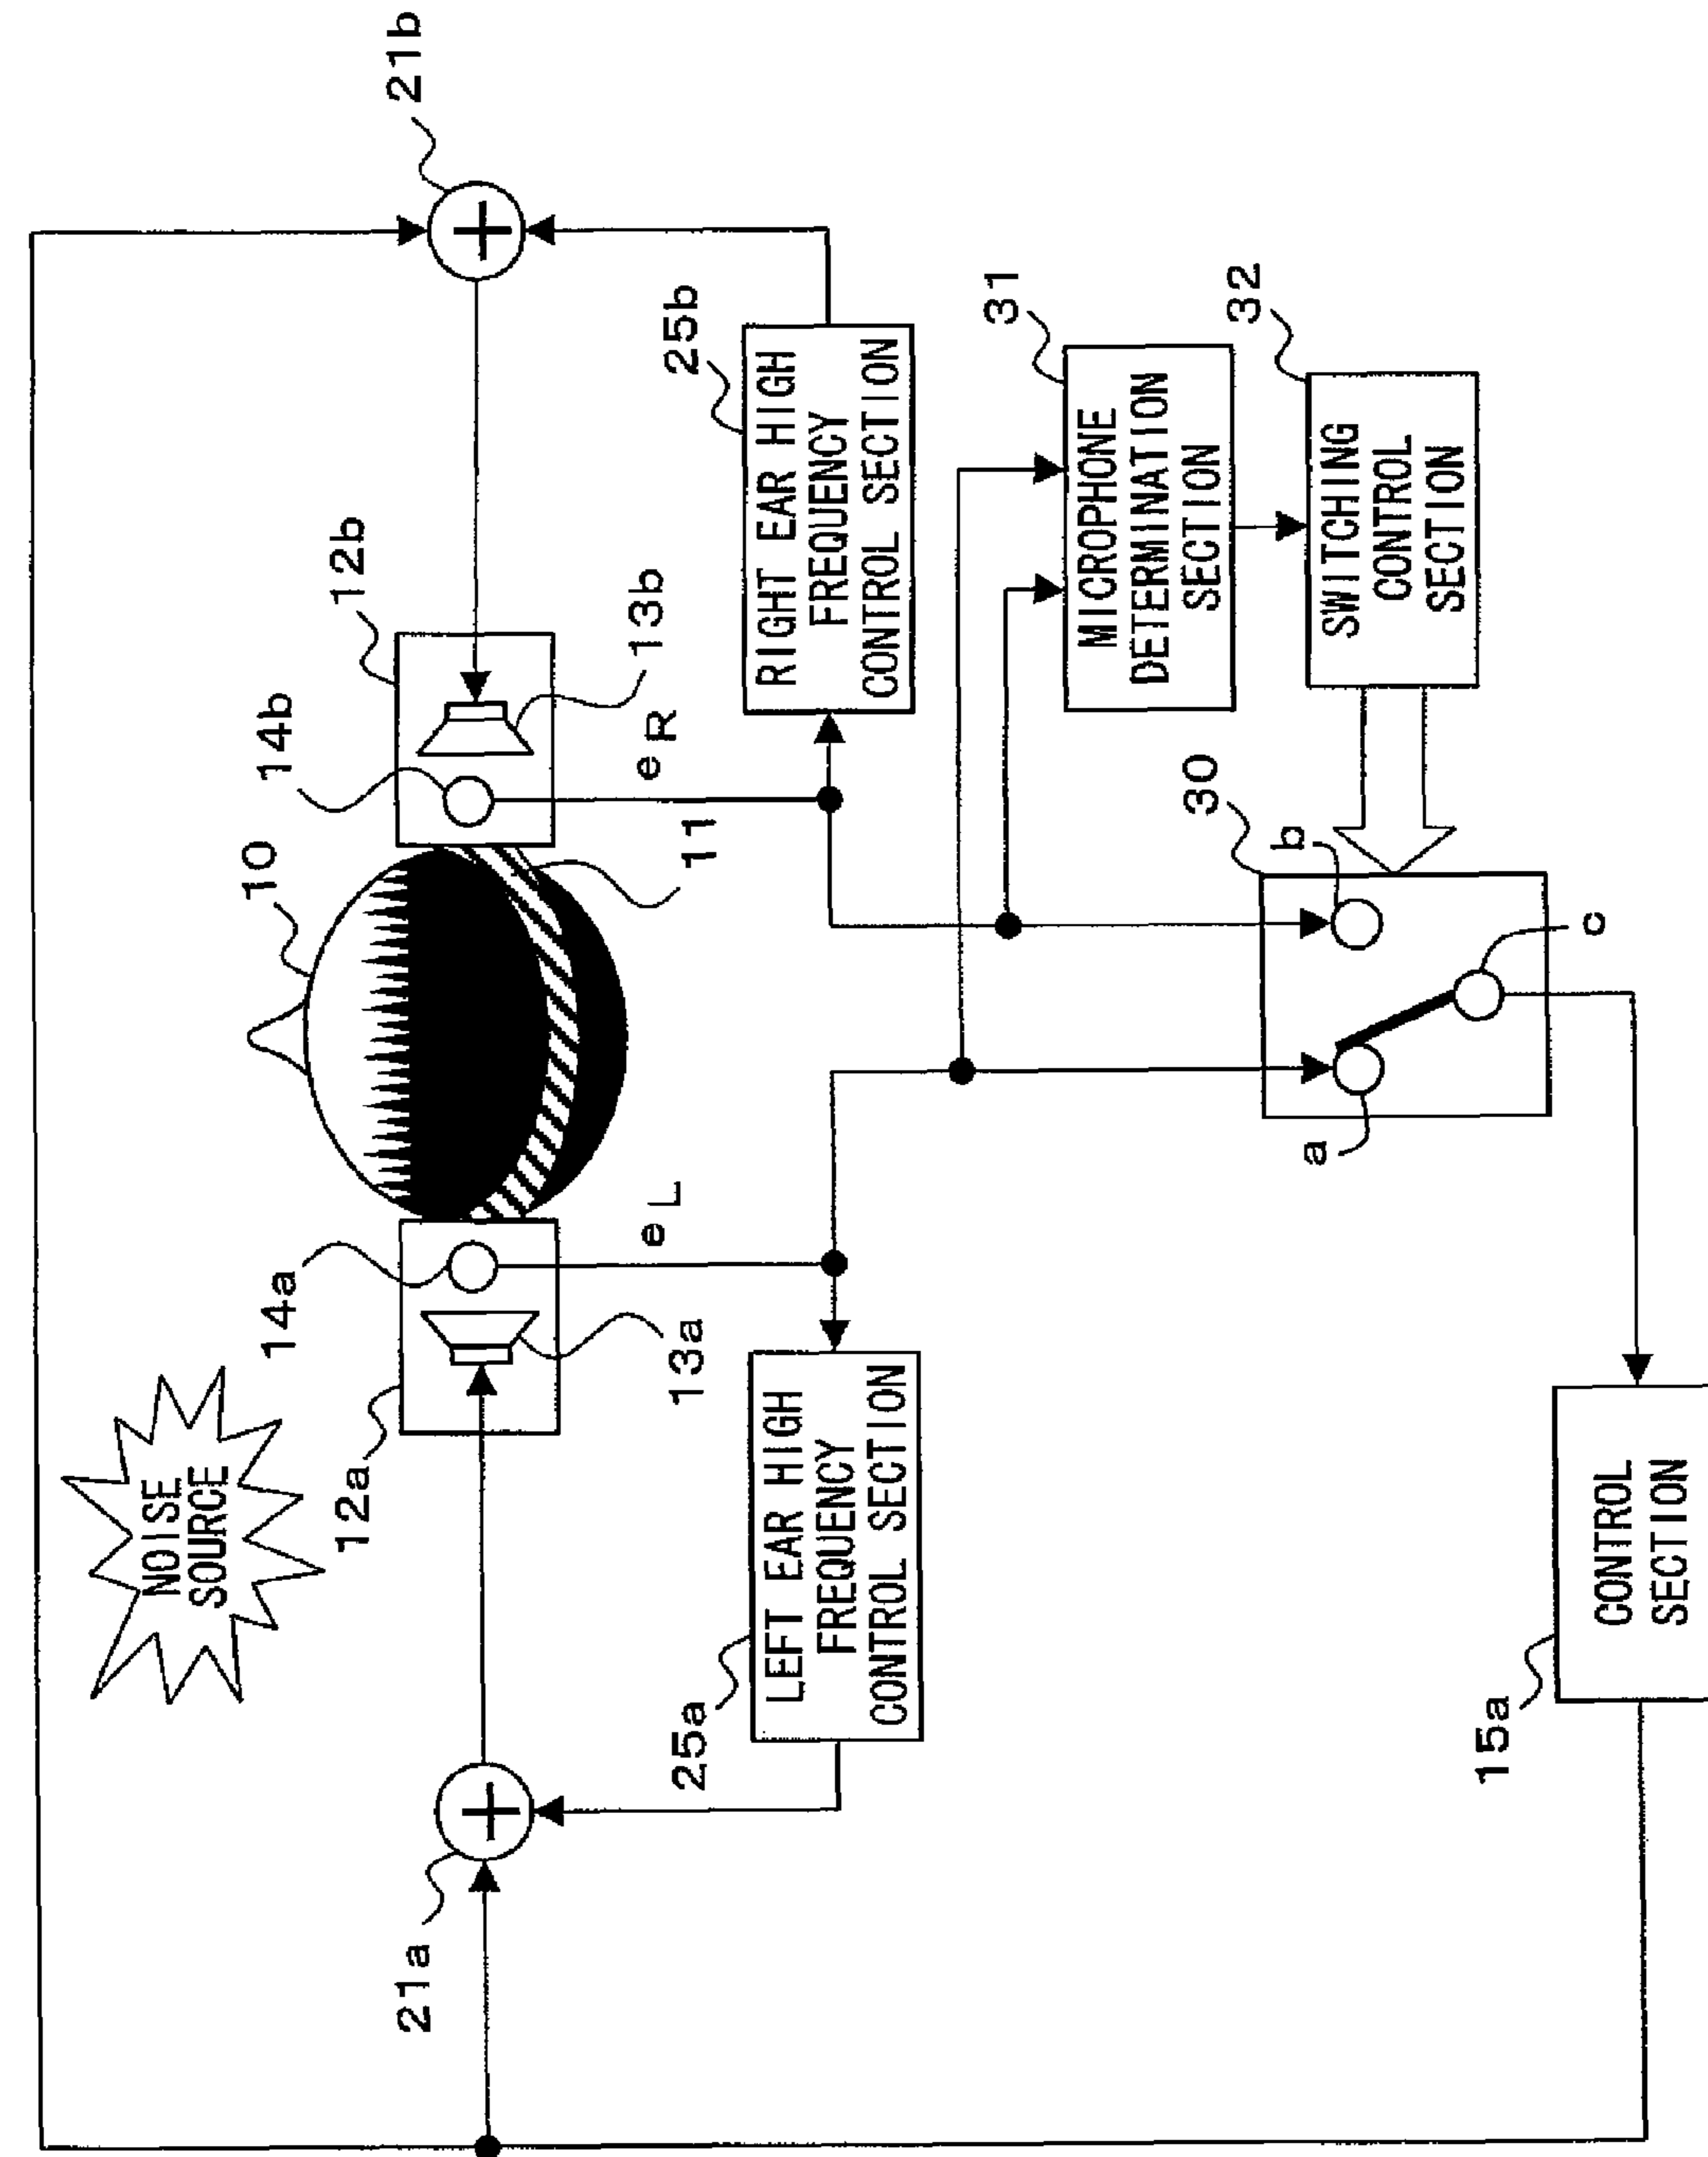 NOISE
SOURCE
10
14a
14b
12a
12b
21a
21b
13a
13b
eL
eR
11
25a
LEFT EAR HIGH
FREQUENCY
CONTROL SECTION
25b
RIGHT EAR HIGH
FREQUENCY
CONTROL SECTION
31
MICROPHONE
DETERMINATION
SECTION
32
SWITCHING
CONTROL
SECTION
30
a
b
c
15a
CONTROL
SECTION